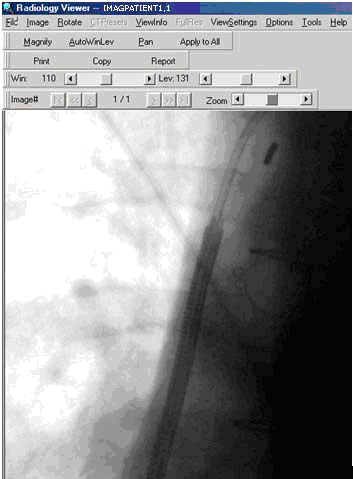 Radiology Viewer -- IMAGPATIENT1,1
File Image Rotate CTPresets ViewInfo FullRes ViewSettings Options Tools Help
Magnify AutoWinLev Pan Apply to All
Print Copy Report
Win: 110 Lev: 131
Image# 1 / 1 Zoom